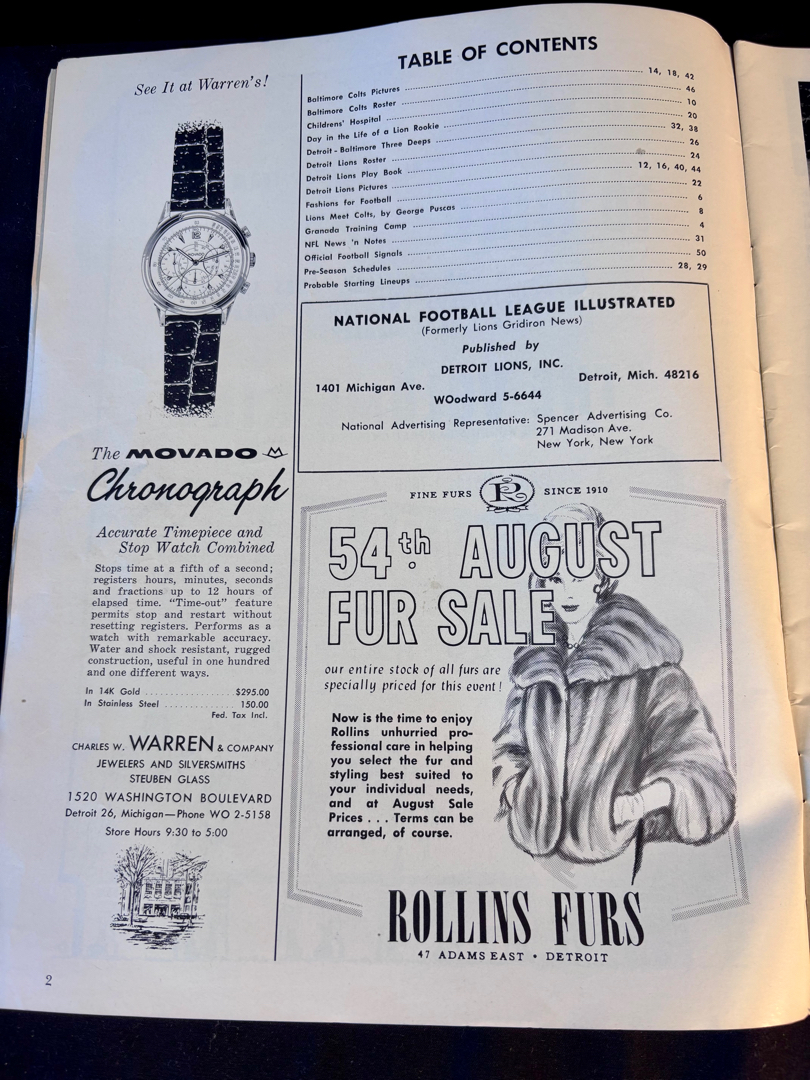 See It at Warren's!
The MOVADO M
Chronograph
Accurate Timepiece and
Stop Watch Combined
Stops time at a fifth of a second;
registers hours, minutes, seconds
and fractions up to 12 hours of
elapsed time. “Time-out” feature
permits stop and restart without
resetting registers. Performs as a
watch with remarkable accuracy.
Water and shock resistant, rugged
construction, useful in one hundred
and one different ways.
In 14K Gold .................. $295.00
In Stainless Steel .............. 150.00
Fed. Tax Incl.
CHARLES W. WARREN & COMPANY
JEWELERS AND SILVERSMITHS
STEUBEN GLASS
1520 WASHINGTON BOULEVARD
Detroit 26, Michigan—Phone WO 2-5158
Store Hours 9:30 to 5:00
2
TABLE OF CONTENTS
Baltimore Colts Pictures ........ 14, 18, 42
Baltimore Colts Roster ........ 46
Childrens' Hospital ........ 10
Day in the Life of a Lion Rookie ........ 20
Detroit - Baltimore Three Deeps ........ 32, 38
Detroit Lions Roster ........ 26
Detroit Lions Play Book ........ 24
Detroit Lions Pictures ........ 12, 16, 40, 44
Fashions for Football ........ 22
Lions Meet Colts, by George Puscas ........ 6
Granada Training Camp ........ 8
NFL News 'n Notes ........ 4
Official Football Signals ........ 31
Pre-Season Schedules ........ 50
Probable Starting Lineups ........ 28, 29
NATIONAL FOOTBALL LEAGUE ILLUSTRATED
(Formerly Lions Gridiron News)
Published by
DETROIT LIONS, INC.
1401 Michigan Ave. Detroit, Mich. 48216
WOodward 5-6644
National Advertising Representative: Spencer Advertising Co.
271 Madison Ave.
New York, New York
FINE FURS R SINCE 1910
54th AUGUST
FUR SALE
our entire stock of all furs are
specially priced for this event!
Now is the time to enjoy
Rollins unhurried pro-
fessional care in helping
you select the fur and
styling best suited to
your individual needs,
and at August Sale
Prices . . . Terms can be
arranged, of course.
ROLLINS FURS
47 ADAMS EAST • DETROIT